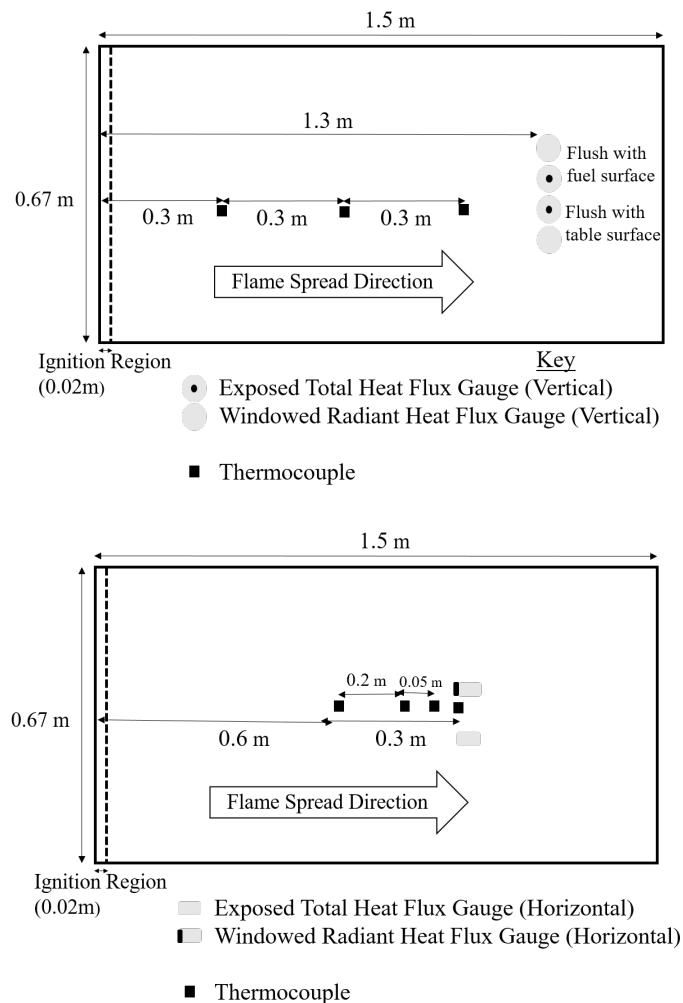 1.5 m
1.3 m
Flush with
fuel surface
0.67 m
0.3 m
0.3 m
0.3 m
Flush with
table surface
Flame Spread Direction
Ignition Region
(0.02m)
Key
Exposed Total Heat Flux Gauge (Vertical)
Windowed Radiant Heat Flux Gauge (Vertical)
Thermocouple
1.5 m
0.2 m
0.05 m
0.67 m
0.6 m
0.3 m
Flame Spread Direction
Ignition Region
(0.02m)
Exposed Total Heat Flux Gauge (Horizontal)
Windowed Radiant Heat Flux Gauge (Horizontal)
Thermocouple